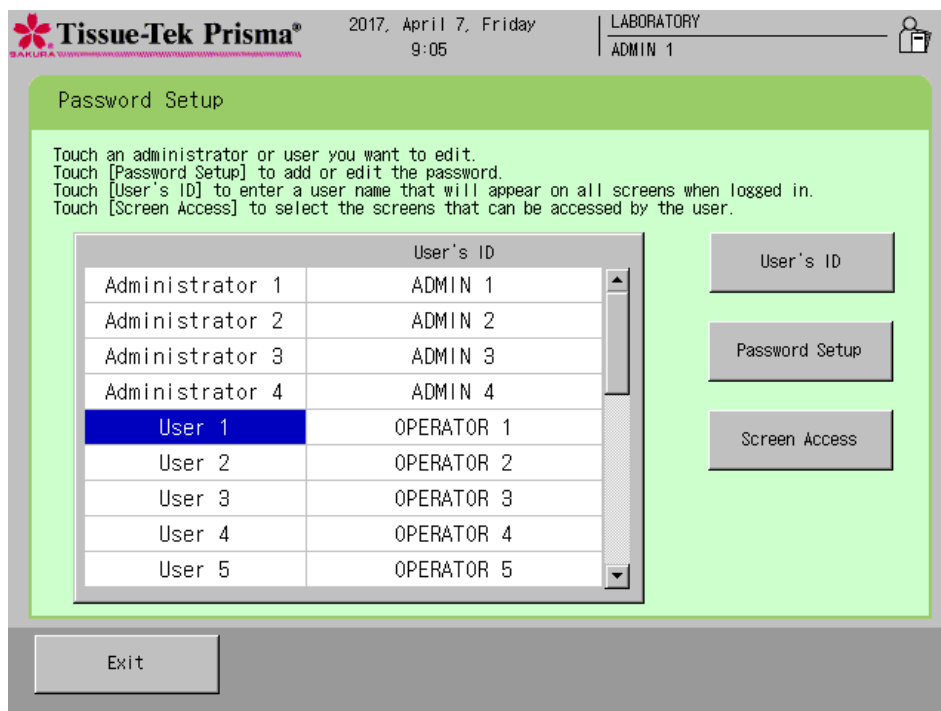 Tissue-Tek Prisma®
SAKURA
2017, April 7, Friday
9:05
LABORATORY
ADMIN 1
Password Setup
Touch an administrator or user you want to edit.
Touch [Password Setup] to add or edit the password.
Touch [User's ID] to enter a user name that will appear on all screens when logged in.
Touch [Screen Access] to select the screens that can be accessed by the user.
User's ID
Administrator 1 ADMIN 1
Administrator 2 ADMIN 2
Administrator 3 ADMIN 3
Administrator 4 ADMIN 4
User 1 OPERATOR 1
User 2 OPERATOR 2
User 3 OPERATOR 3
User 4 OPERATOR 4
User 5 OPERATOR 5
User's ID
Password Setup
Screen Access
Exit